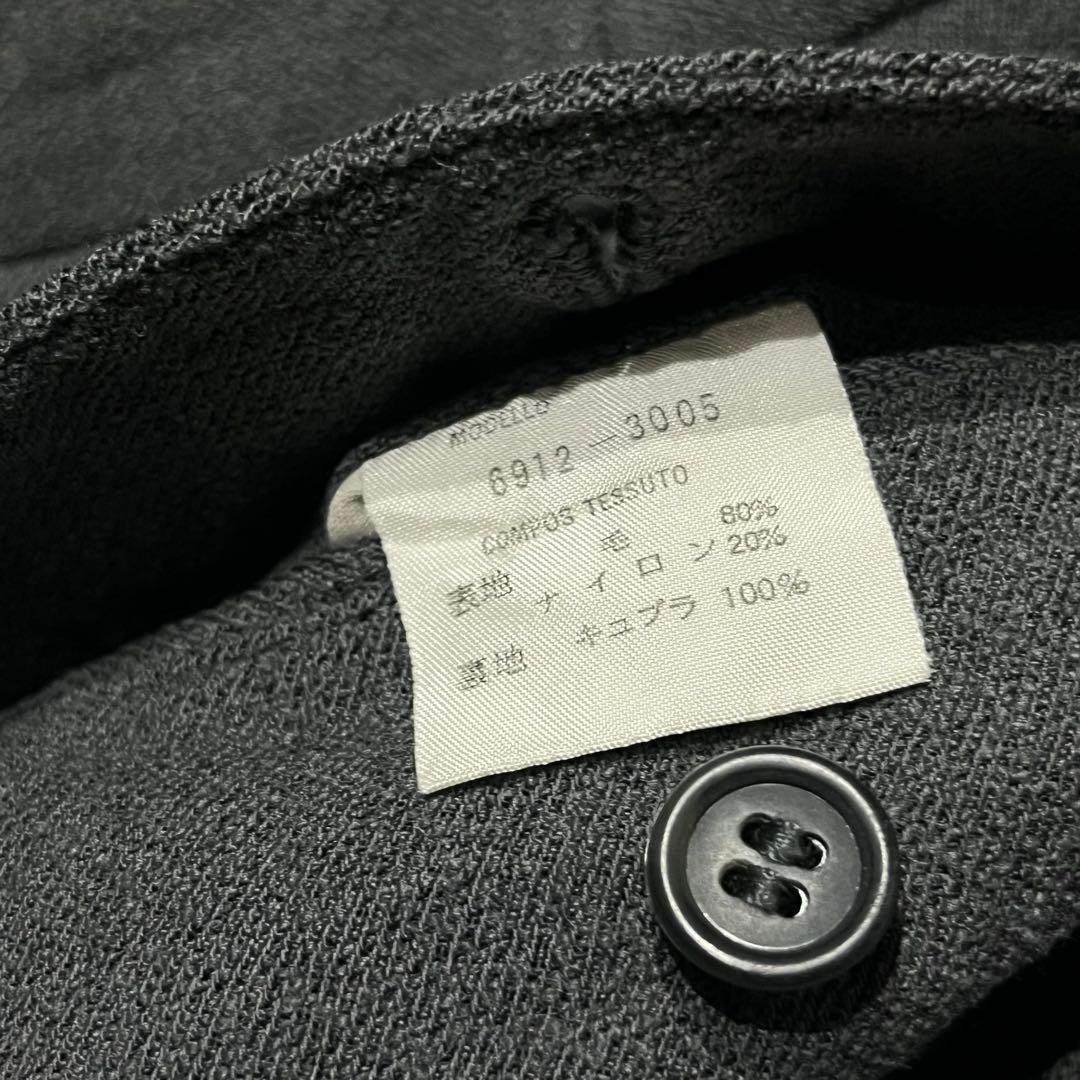 MODELLO
6912-3005
COMPOS TESSUTO
表地 毛 80%
ナイロン 20%
裏地 キュプラ 100%